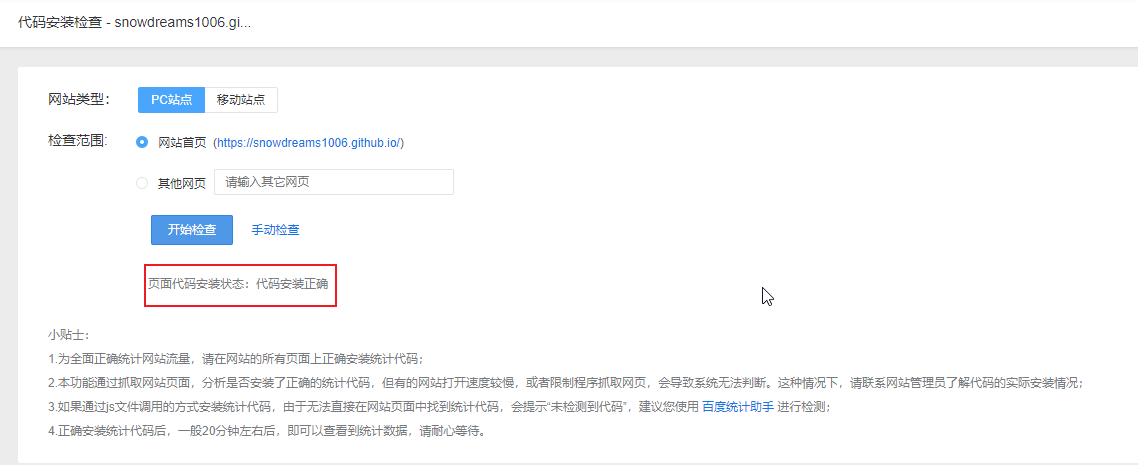 代码安装检查 - snowdreams1006.gi...
网站类型： PC站点 移动站点
检查范围: 网站首页 (https://snowdreams1006.github.io/)
其他网页 请输入其它网页
开始检查 手动检查
页面代码安装状态：代码安装正确
小贴士：
1.为全面正确统计网站流量，请在网站的所有页面上正确安装统计代码；
2.本功能通过抓取网站页面，分析是否安装了正确的统计代码，但有的网站打开速度较慢，或者限制程序抓取网页，会导致系统无法判断。这种情况下，请联系网站管理员了解代码的实际安装情况；
3.如果通过js文件调用的方式安装统计代码，由于无法直接在网站页面中找到统计代码，会提示“未检测到代码”，建议您使用 百度统计助手 进行检测；
4.正确安装统计代码后，一般20分钟左右后，即可以查看到统计数据，请耐心等待。